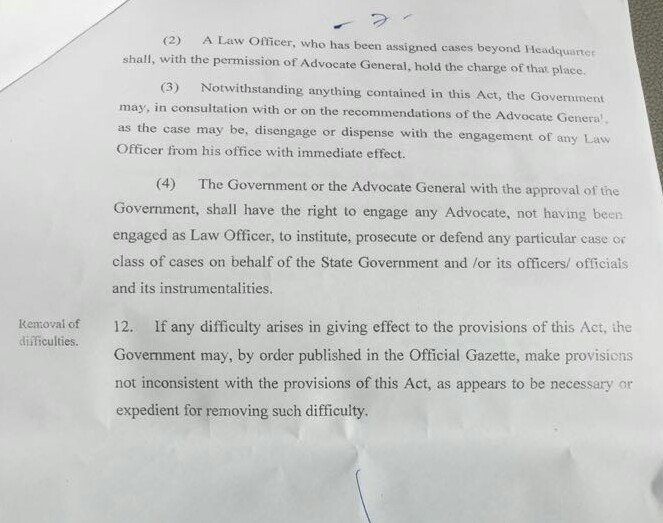 - 7 -
(2) A Law Officer, who has been assigned cases beyond Headquarter
shall, with the permission of Advocate General, hold the charge of that place.
(3) Notwithstanding anything contained in this Act, the Government
may, in consultation with or on the recommendations of the Advocate General,
as the case may be, disengage or dispense with the engagement of any Law
Officer from his office with immediate effect.
(4) The Government or the Advocate General with the approval of the
Government, shall have the right to engage any Advocate, not having been
engaged as Law Officer, to institute, prosecute or defend any particular case or
class of cases on behalf of the State Government and /or its officers/ officials
and its instrumentalities.
Removal of
difficulties.
12. If any difficulty arises in giving effect to the provisions of this Act, the
Government may, by order published in the Official Gazette, make provisions
not inconsistent with the provisions of this Act, as appears to be necessary or
expedient for removing such difficulty.